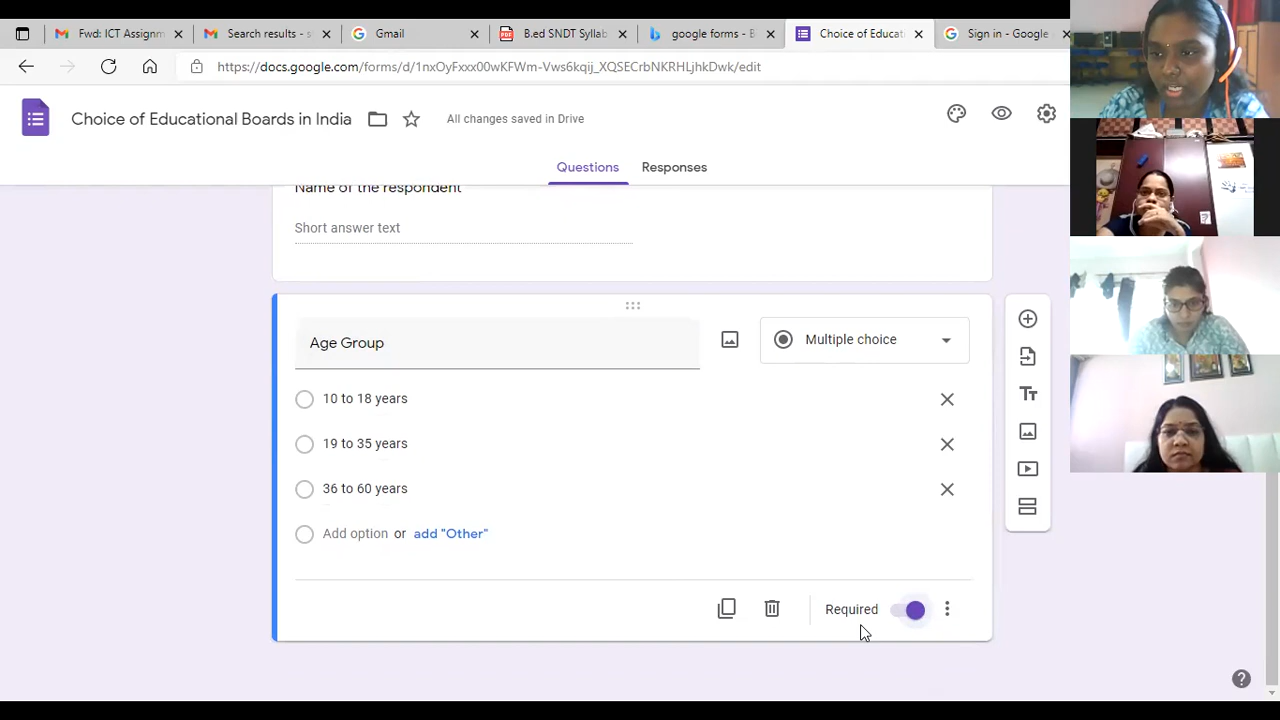 Fwd: ICT Assignm
Search results - s
Gmail
B.ed SNDT Syllab
google forms - B
Choice of Educati
Sign in - Google
https://docs.google.com/forms/d/1nxOyFxxx00wKFWm-Vws6kqij_XQSECrbNKRHLjhkDwk/edit
Choice of Educational Boards in India
All changes saved in Drive
Questions
Responses
Name of the respondent
Short answer text
Age Group
Multiple choice
10 to 18 years
19 to 35 years
36 to 60 years
Add option or add "Other"
Required